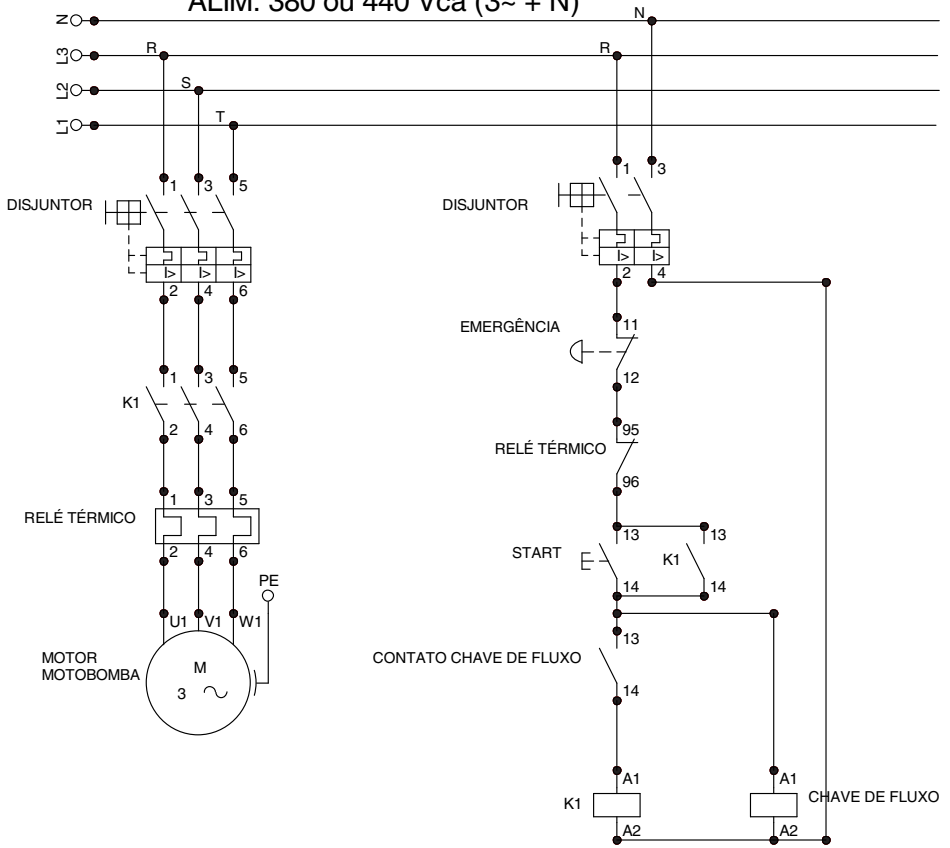 ALIM. 380 ou 440 Vca (3~ + N)
N
L3
L2
L1
R
S
T
R
N
DISJUNTOR
1 3 5
I> I> I>
2 4 6
K1
1 3 5
2 4 6
RELÉ TÉRMICO
1 3 5
2 4 6
PE
U1 V1 W1
MOTOR
MOTOBOMBA
M
3
DISJUNTOR
1 3
I> I>
2 4
EMERGÊNCIA
11
12
RELÉ TÉRMICO
95
96
START
13
14
K1
13
14
CONTATO CHAVE DE FLUXO
13
14
K1
A1
A2
A1
CHAVE DE FLUXO
A2